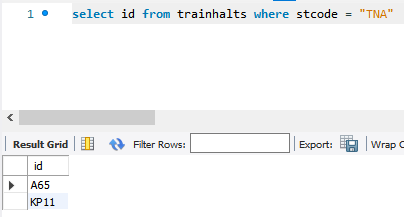 1 select id from trainhalts where stcode = "TNA"
Result Grid Filter Rows: Export: Wrap C
id
A65
KP11